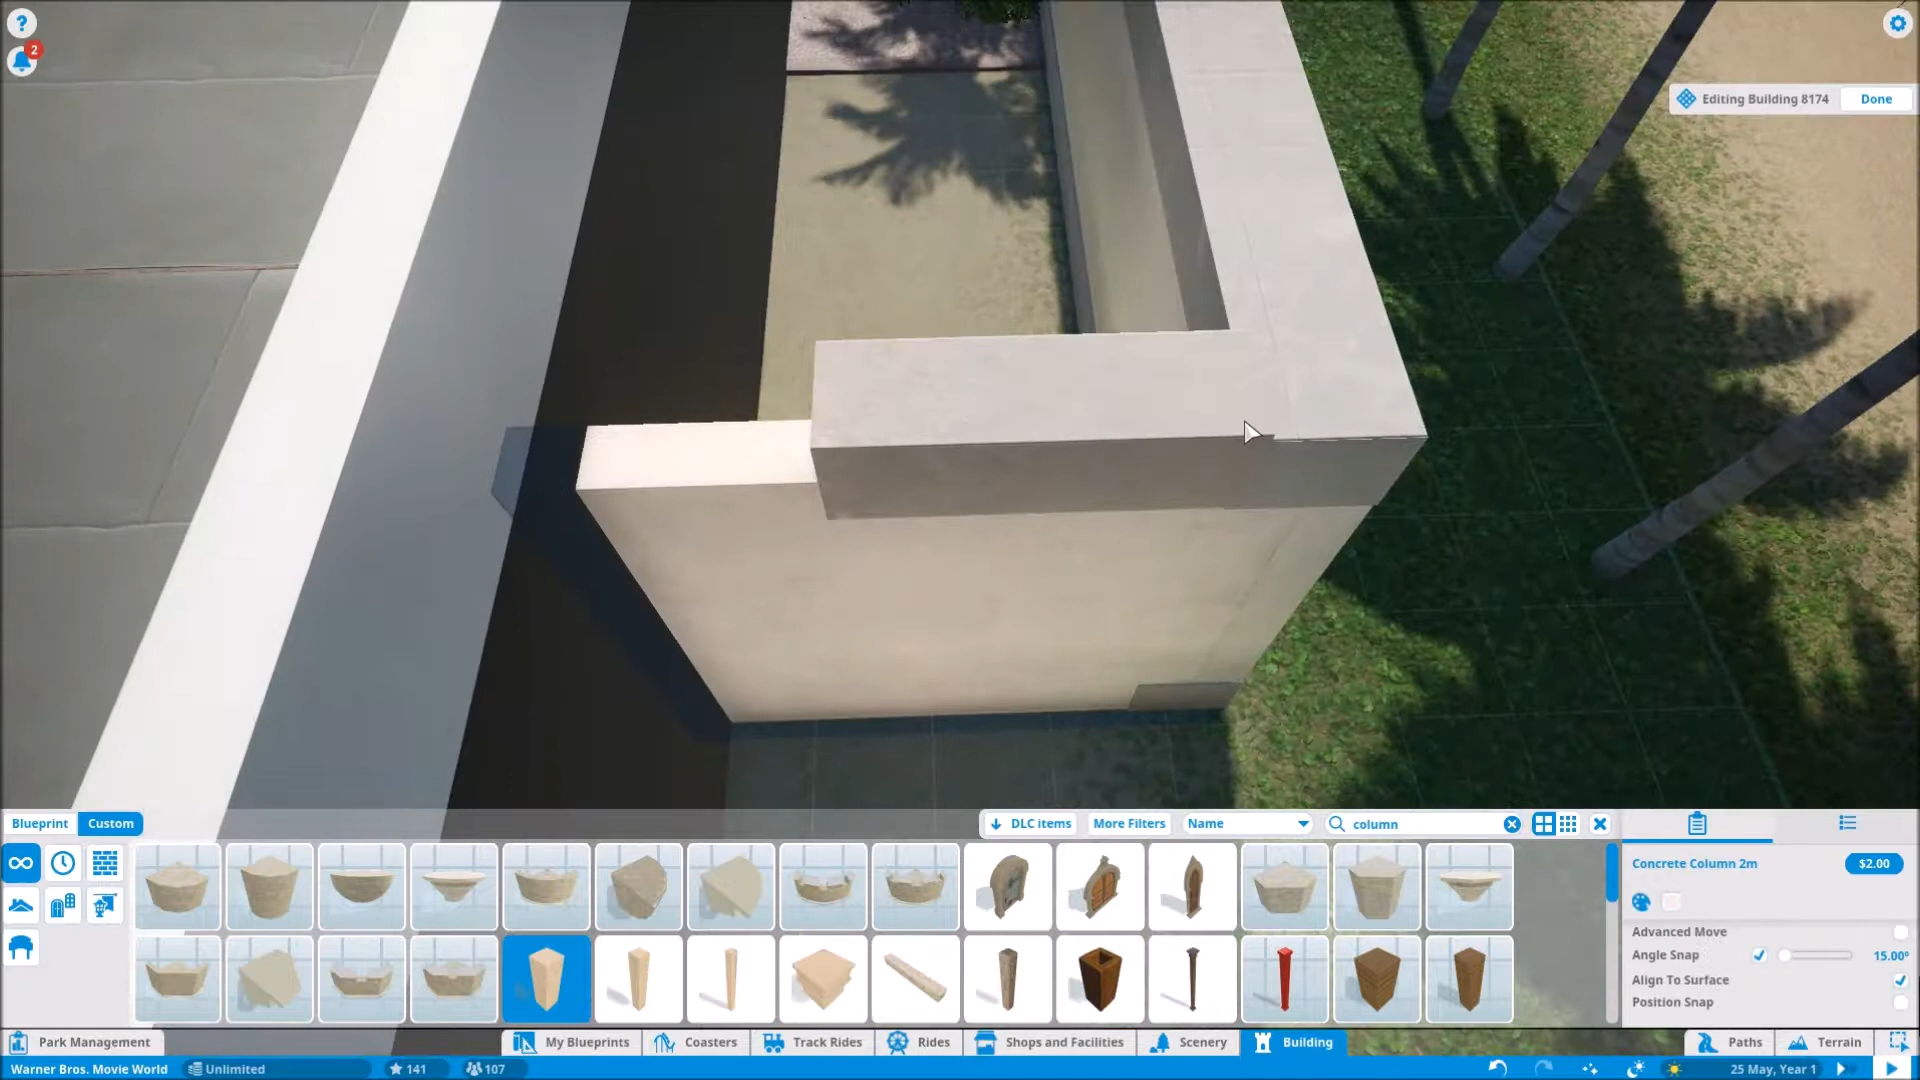 ?
2
Editing Building 8174
Done
Blueprint
Custom
DLC items
More Filters
Name
column
Concrete Column 2m
$2.00
Advanced Move
Angle Snap
15.00°
Align To Surface
Position Snap
Park Management
My Blueprints
Coasters
Track Rides
Rides
Shops and Facilities
Scenery
Building
Paths
Terrain
Warner Bros. Movie World
Unlimited
141
107
25 May, Year 1